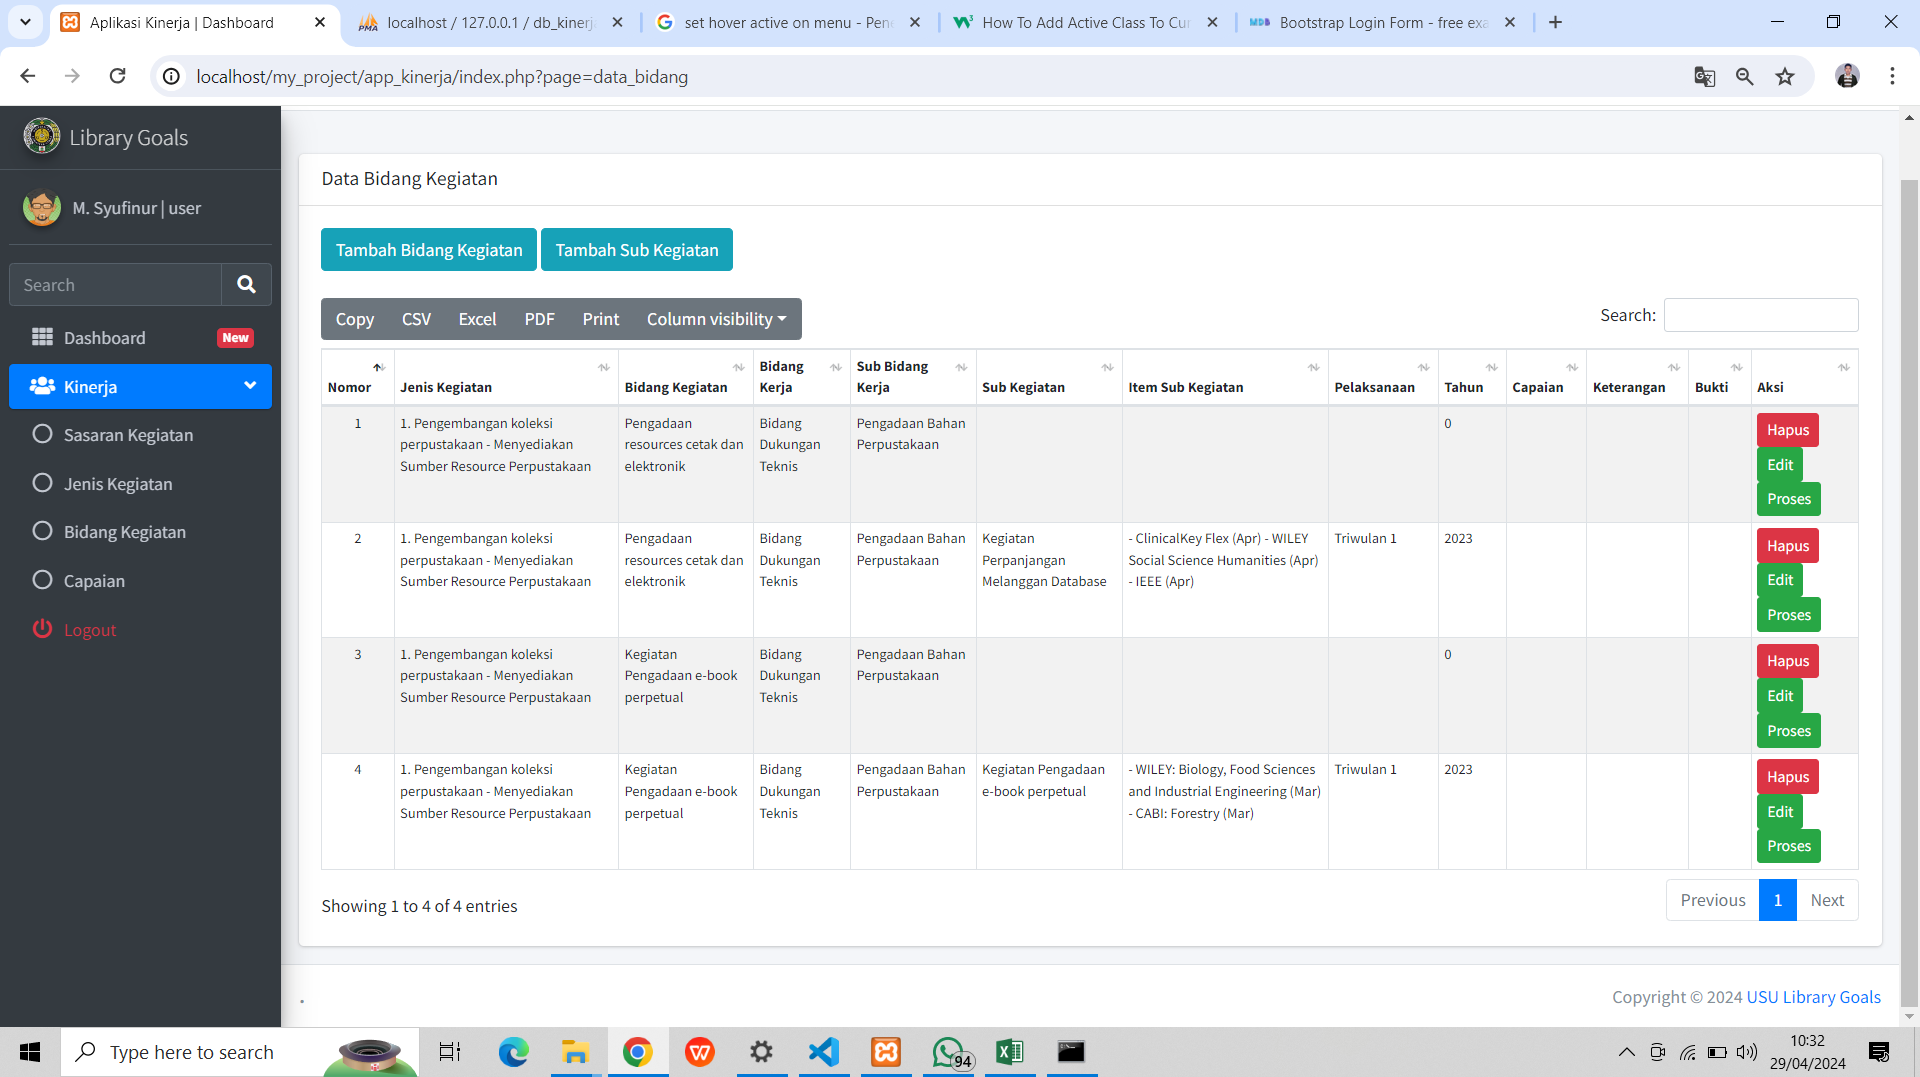 Aplikasi Kinerja | Dashboard
localhost / 127.0.0.1 / db_kinerj
set hover active on menu - Pen
How To Add Active Class To Cur
Bootstrap Login Form - free exa
localhost/my_project/app_kinerja/index.php?page=data_bidang
Library Goals
M. Syufinur | user
Search
Dashboard New
Kinerja
Sasaran Kegiatan
Jenis Kegiatan
Bidang Kegiatan
Capaian
Logout
Data Bidang Kegiatan
Tambah Bidang Kegiatan Tambah Sub Kegiatan
Copy CSV Excel PDF Print Column visibility
Search:
Nomor Jenis Kegiatan Bidang Kegiatan Bidang Kerja Sub Bidang Kerja Sub Kegiatan Item Sub Kegiatan Pelaksanaan Tahun Capaian Keterangan Bukti Aksi
1 1. Pengembangan koleksi Pengadaan Bidang Pengadaan Bahan 0 Hapus
perpustakaan - Menyediakan resources cetak dan Dukungan Perpustakaan Edit
Sumber Resource Perpustakaan elektronik Teknis Proses
2 1. Pengembangan koleksi Pengadaan Bidang Pengadaan Bahan Kegiatan - ClinicalKey Flex (Apr) - WILEY Triwulan 1 2023 Hapus
perpustakaan - Menyediakan resources cetak dan Dukungan Perpustakaan Perpanjangan Social Science Humanities (Apr) Edit
Sumber Resource Perpustakaan elektronik Teknis Melanggan Database - IEEE (Apr) Proses
3 1. Pengembangan koleksi Kegiatan Bidang Pengadaan Bahan 0 Hapus
perpustakaan - Menyediakan Pengadaan e-book Dukungan Perpustakaan Edit
Sumber Resource Perpustakaan perpetual Teknis Proses
4 1. Pengembangan koleksi Kegiatan Bidang Pengadaan Bahan Kegiatan Pengadaan - WILEY: Biology, Food Sciences Triwulan 1 2023 Hapus
perpustakaan - Menyediakan Pengadaan e-book Dukungan Perpustakaan e-book perpetual and Industrial Engineering (Mar) Edit
Sumber Resource Perpustakaan perpetual Teknis - CABI: Forestry (Mar) Proses
Showing 1 to 4 of 4 entries
Previous 1 Next
.
Copyright © 2024 USU Library Goals
Type here to search
94
10:32
29/04/2024